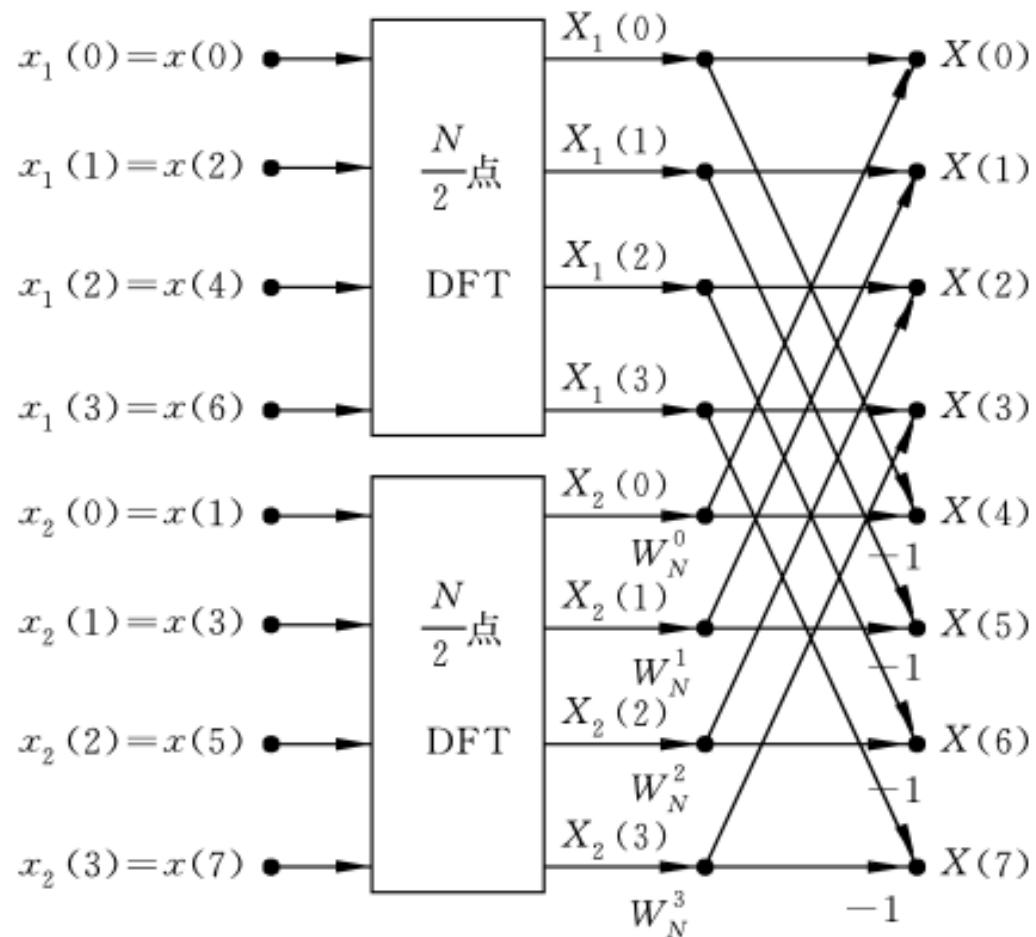 x₁(0)=x(0)
x₁(1)=x(2)
x₁(2)=x(4)
x₁(3)=x(6)
x₂(0)=x(1)
x₂(1)=x(3)
x₂(2)=x(5)
x₂(3)=x(7)
N/2点
DFT
N/2点
DFT
X₁(0)
X₁(1)
X₁(2)
X₁(3)
X₂(0)
W_N^0
X₂(1)
W_N^1
X₂(2)
W_N^2
X₂(3)
W_N^3
−1
−1
−1
−1
X(0)
X(1)
X(2)
X(3)
X(4)
X(5)
X(6)
X(7)